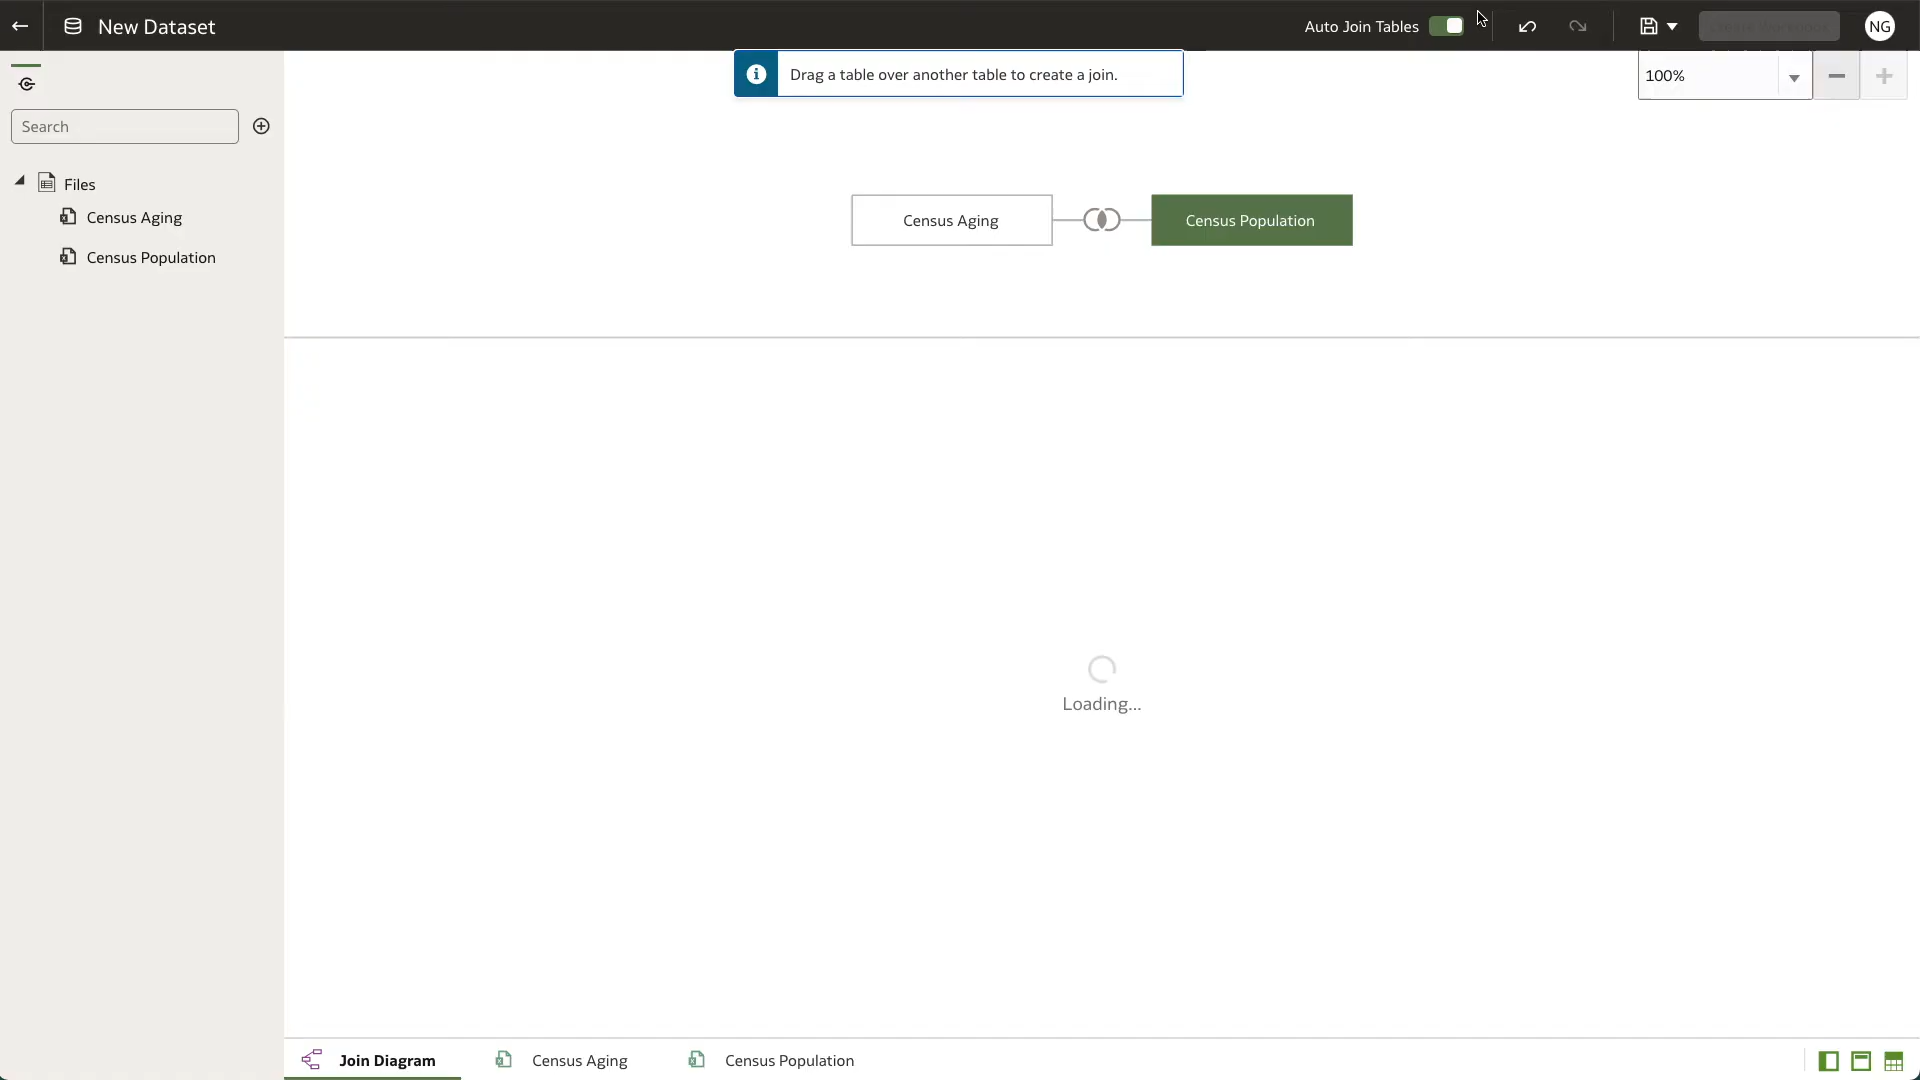 New Dataset
Auto Join Tables
NG
Drag a table over another table to create a join.
100%
Search
Files
Census Aging
Census Population
Census Aging
Census Population
Loading...
Join Diagram
Census Aging
Census Population